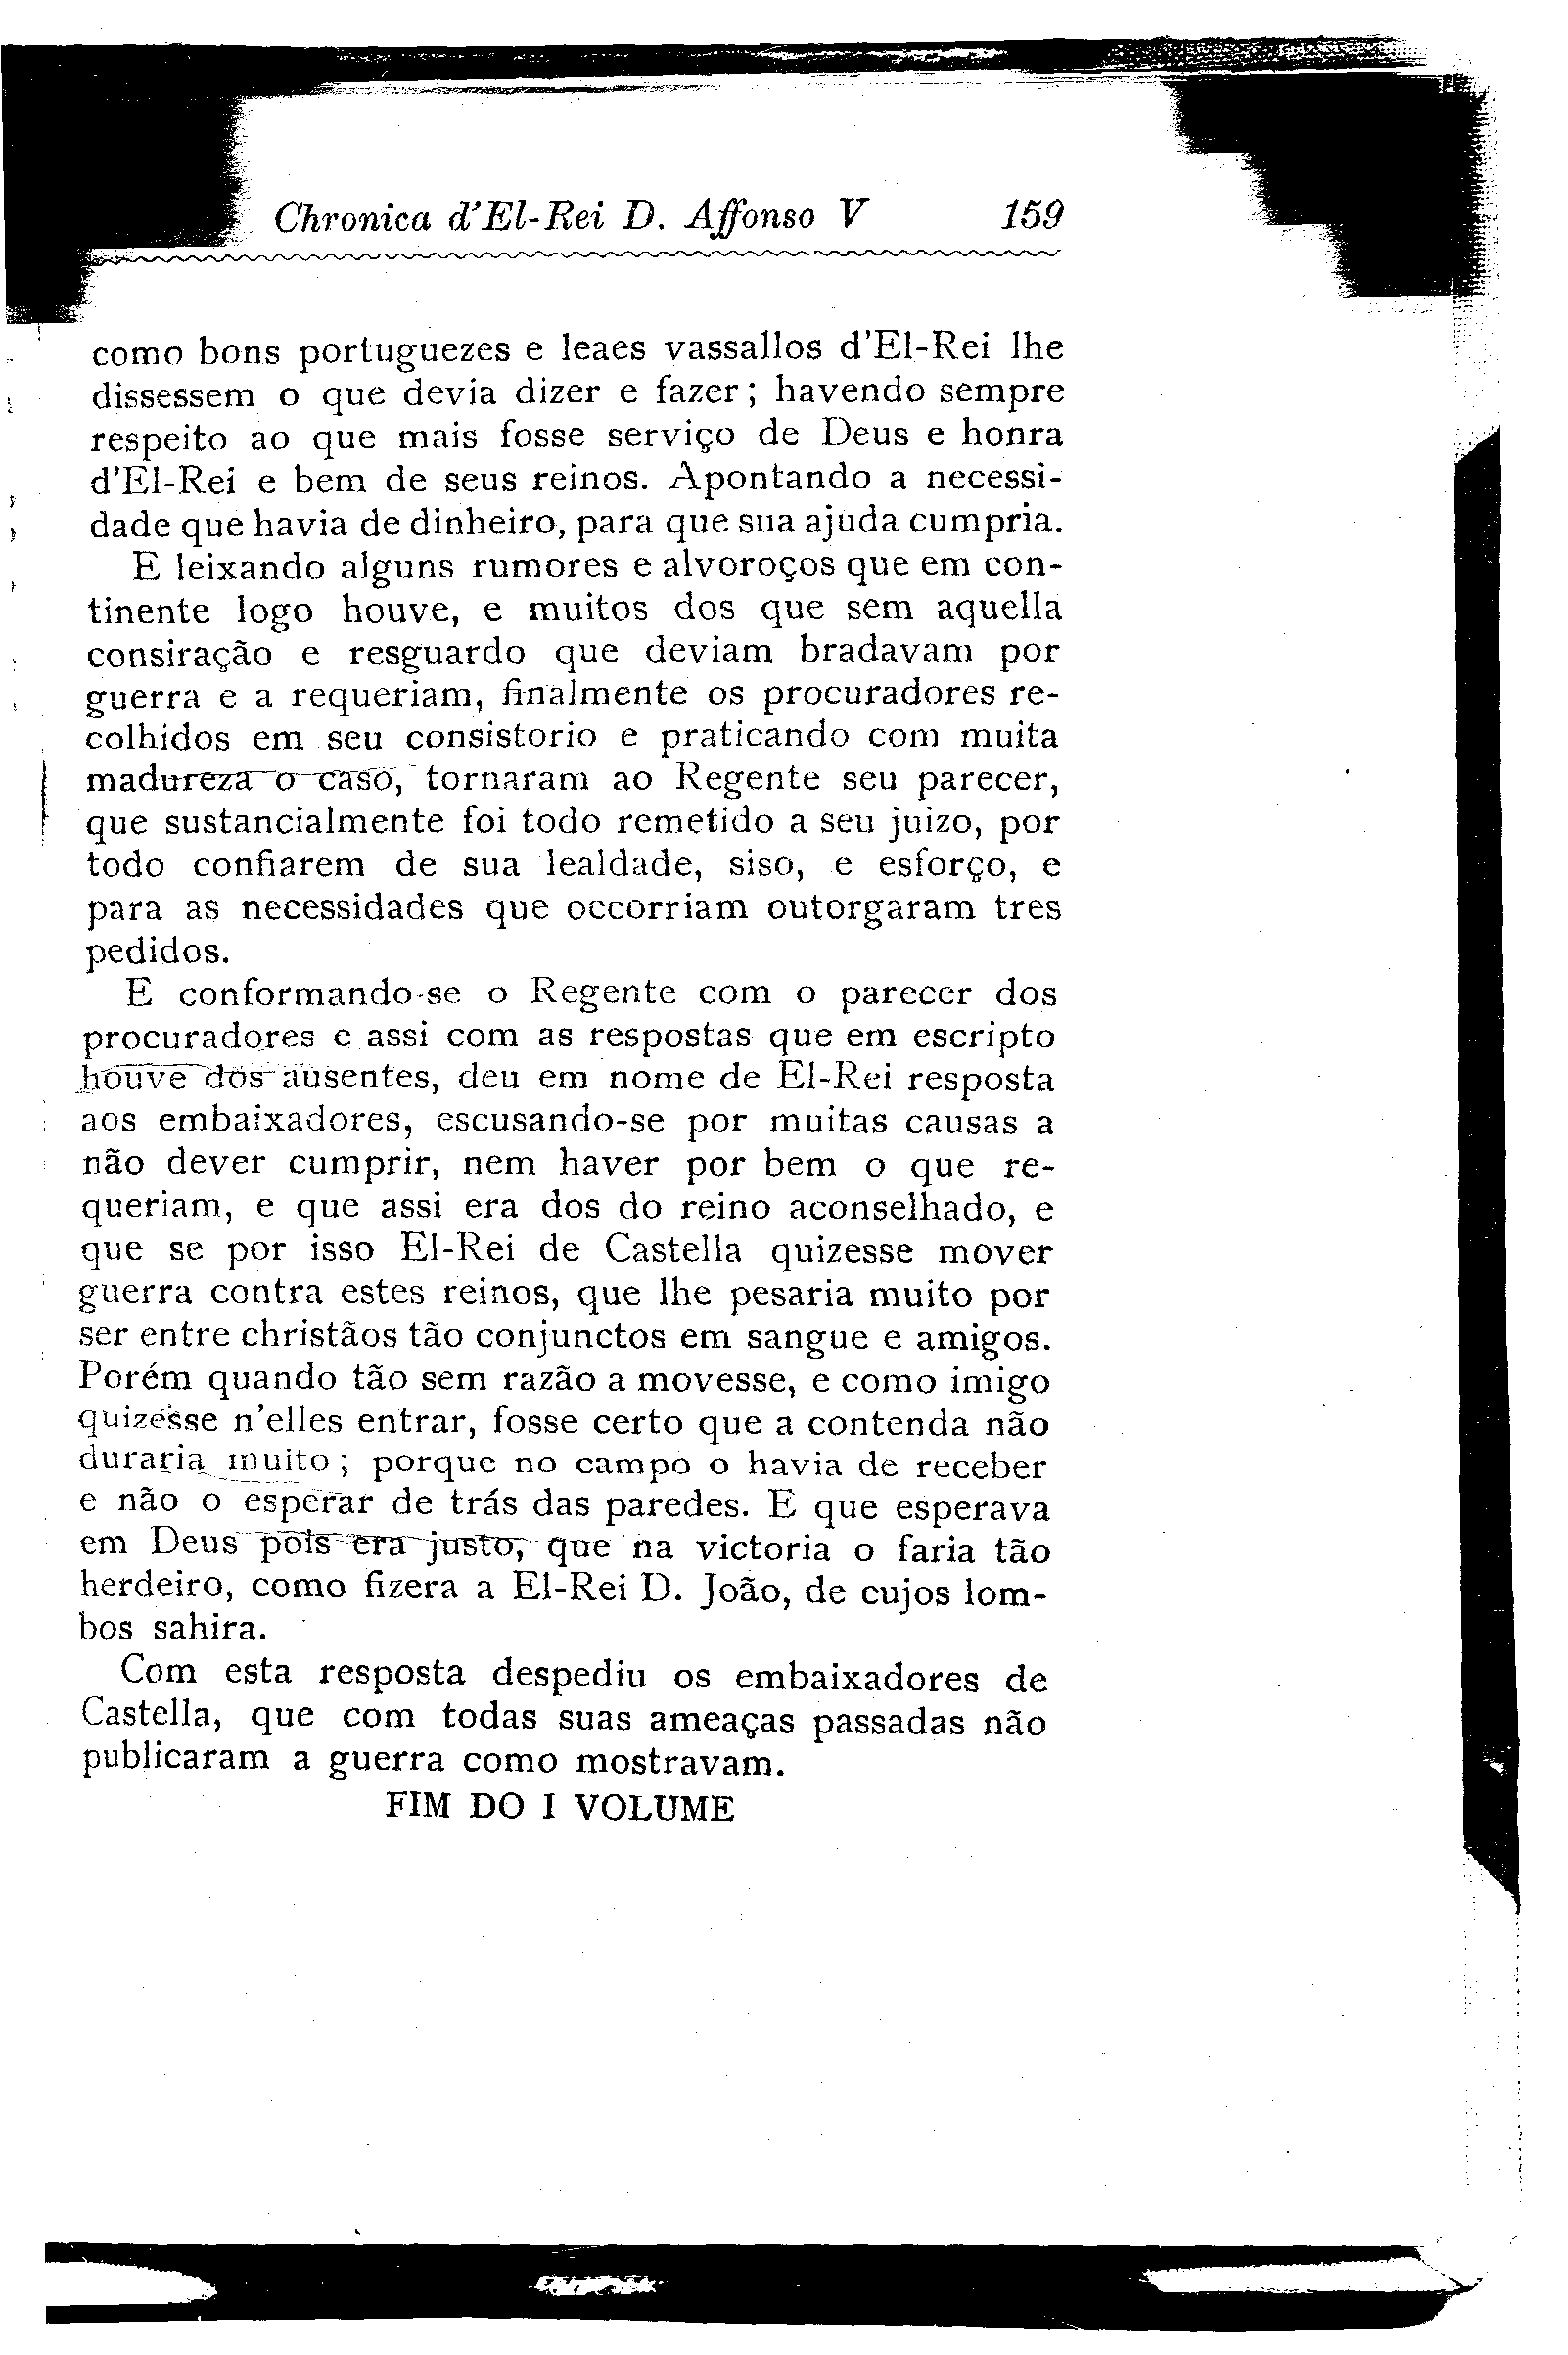 Chronica d'El-Rei D. Affonso V 159
como bons portuguezes e leaes vassallos d'El-Rei lhe
dissessem o que devia dizer e fazer; havendo sempre
respeito ao que mais fosse serviço de Deus e honra
d'El-Rei e bem de seus reinos. Apontando a necessi-
dade que havia de dinheiro, para que sua ajuda cumpria.
E leixando alguns rumores e alvoroços que em con-
tinente logo houve, e muitos dos que sem aquella
consiração e resguardo que deviam bradavam por
guerra e a requeriam, finalmente os procuradores re-
colhidos em seu consistorio e praticando com muita
madureza o caso, tornaram ao Regente seu parecer,
que sustancialmente foi todo remetido a seu juizo, por
todo confiarem de sua lealdade, siso, e esforço, e
para as necessidades que occorriam outorgaram tres
pedidos.
E conformando-se o Regente com o parecer dos
procuradores e assi com as respostas que em escripto
houve dos ausentes, deu em nome de El-Rei resposta
aos embaixadores, escusando-se por muitas causas a
não dever cumprir, nem haver por bem o que re-
queriam, e que assi era dos do reino aconselhado, e
que se por isso El-Rei de Castella quizesse mover
guerra contra estes reinos, que lhe pesaria muito por
ser entre christãos tão conjunctos em sangue e amigos.
Porém quando tão sem razão a movesse, e como imigo
quizesse n'elles entrar, fosse certo que a contenda não
duraria muito; porque no campo o havia de receber
e não o esperar de trás das paredes. E que esperava
em Deus pois era justo, que na victoria o faria tão
herdeiro, como fizera a El-Rei D. João, de cujos lom-
bos sahira.
Com esta resposta despediu os embaixadores de
Castella, que com todas suas ameaças passadas não
publicaram a guerra como mostravam.
FIM DO I VOLUME